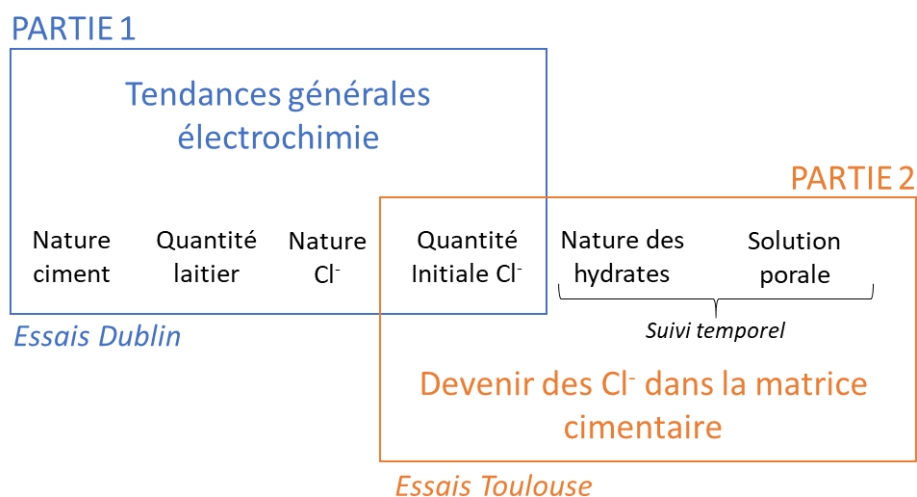 PARTIE 1
Tendances générales
électrochimie
PARTIE 2
Nature
ciment
Quantité
laitier
Nature
Cl⁻
Quantité
Initiale Cl⁻
Nature des
hydrates
Solution
porale
Essais Dublin
Suivi temporel
Devenir des Cl⁻ dans la matrice
cimentaire
Essais Toulouse